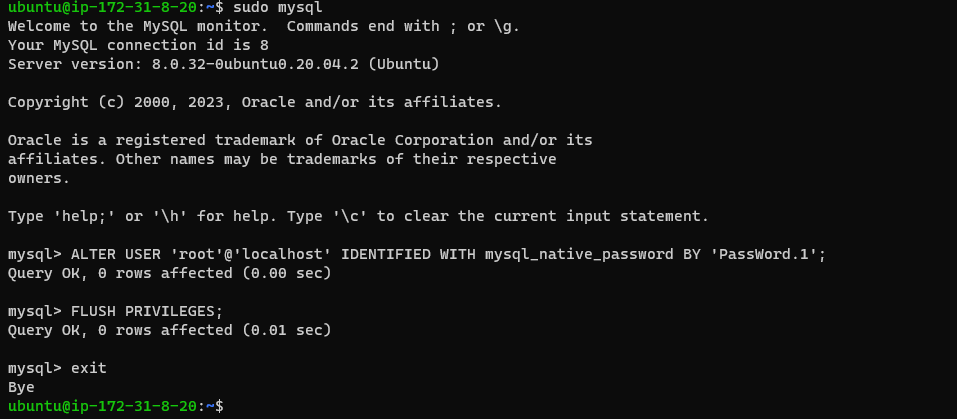 ubuntu@ip-172-31-8-20:~$ sudo mysql
Welcome to the MySQL monitor.  Commands end with ; or \g.
Your MySQL connection id is 8
Server version: 8.0.32-0ubuntu0.20.04.2 (Ubuntu)
Copyright (c) 2000, 2023, Oracle and/or its affiliates.
Oracle is a registered trademark of Oracle Corporation and/or its
affiliates. Other names may be trademarks of their respective
owners.
Type 'help;' or '\h' for help. Type '\c' to clear the current input statement.
mysql> ALTER USER 'root'@'localhost' IDENTIFIED WITH mysql_native_password BY 'PassWord.1';
Query OK, 0 rows affected (0.00 sec)
mysql> FLUSH PRIVILEGES;
Query OK, 0 rows affected (0.01 sec)
mysql> exit
Bye
ubuntu@ip-172-31-8-20:~$